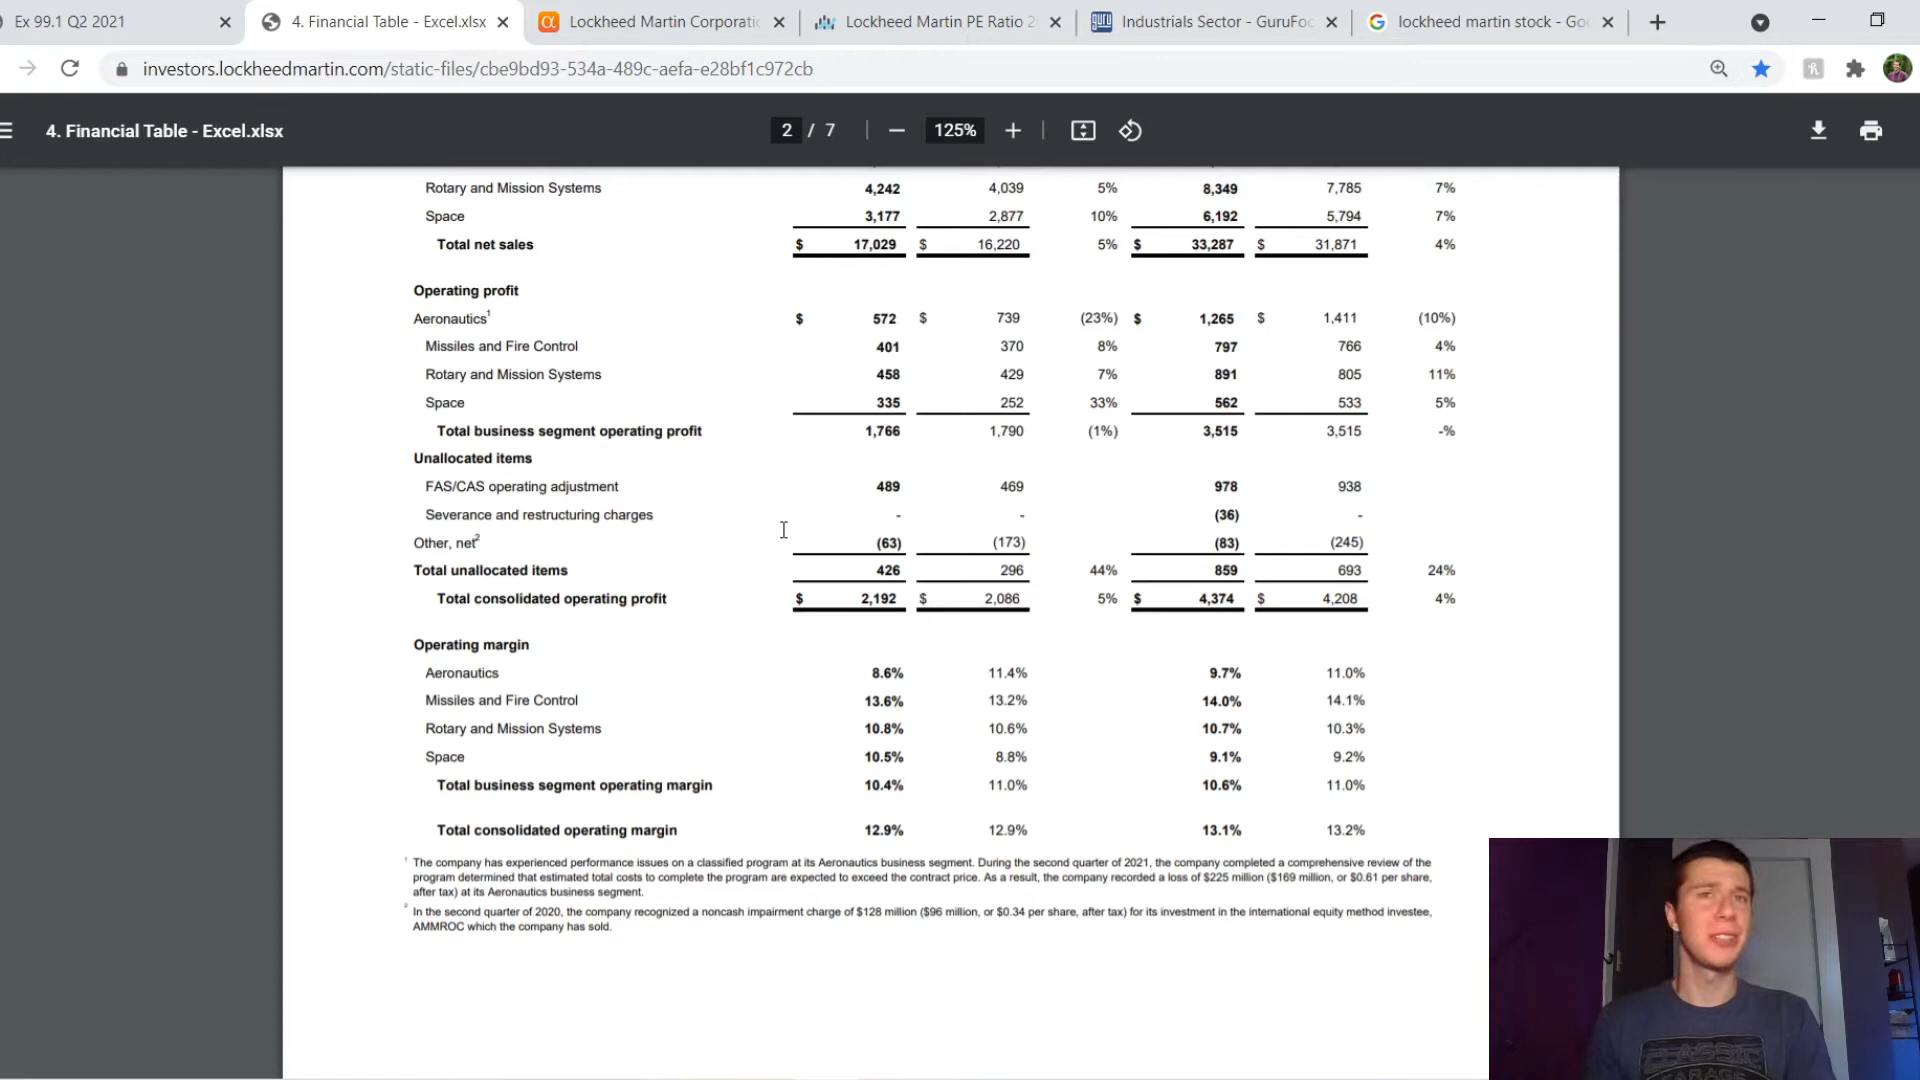 Ex 99.1 Q2 2021
4. Financial Table - Excel.xlsx
Lockheed Martin Corporatio
Lockheed Martin PE Ratio 2
Industrials Sector - GuruFoc
lockheed martin stock - Goo
investors.lockheedmartin.com/static-files/cbe9bd93-534a-489c-aefa-e28bf1c972cb
4. Financial Table - Excel.xlsx
2 / 7
125%
Rotary and Mission Systems 4,242 4,039 5% 8,349 7,785 7%
Space 3,177 2,877 10% 6,192 5,794 7%
Total net sales $ 17,029 $ 16,220 5% $ 33,287 $ 31,871 4%
Operating profit
Aeronautics1 $ 572 $ 739 (23%) $ 1,265 $ 1,411 (10%)
Missiles and Fire Control 401 370 8% 797 766 4%
Rotary and Mission Systems 458 429 7% 891 805 11%
Space 335 252 33% 562 533 5%
Total business segment operating profit 1,766 1,790 (1%) 3,515 3,515 -%
Unallocated items
FAS/CAS operating adjustment 489 469 978 938
Severance and restructuring charges - - (36) -
Other, net2 (63) (173) (83) (245)
Total unallocated items 426 296 44% 859 693 24%
Total consolidated operating profit $ 2,192 $ 2,086 5% $ 4,374 $ 4,208 4%
Operating margin
Aeronautics 8.6% 11.4% 9.7% 11.0%
Missiles and Fire Control 13.6% 13.2% 14.0% 14.1%
Rotary and Mission Systems 10.8% 10.6% 10.7% 10.3%
Space 10.5% 8.8% 9.1% 9.2%
Total business segment operating margin 10.4% 11.0% 10.6% 11.0%
Total consolidated operating margin 12.9% 12.9% 13.1% 13.2%
1 The company has experienced performance issues on a classified program at its Aeronautics business segment. During the second quarter of 2021, the company completed a comprehensive review of the
program determined that estimated total costs to complete the program are expected to exceed the contract price. As a result, the company recorded a loss of $225 million ($169 million, or $0.61 per share,
after tax) at its Aeronautics business segment.
2 In the second quarter of 2020, the company recognized a noncash impairment charge of $128 million ($96 million, or $0.34 per share, after tax) for its investment in the international equity method investee,
AMMROC which the company has sold.
CLASSIC
GARAGE